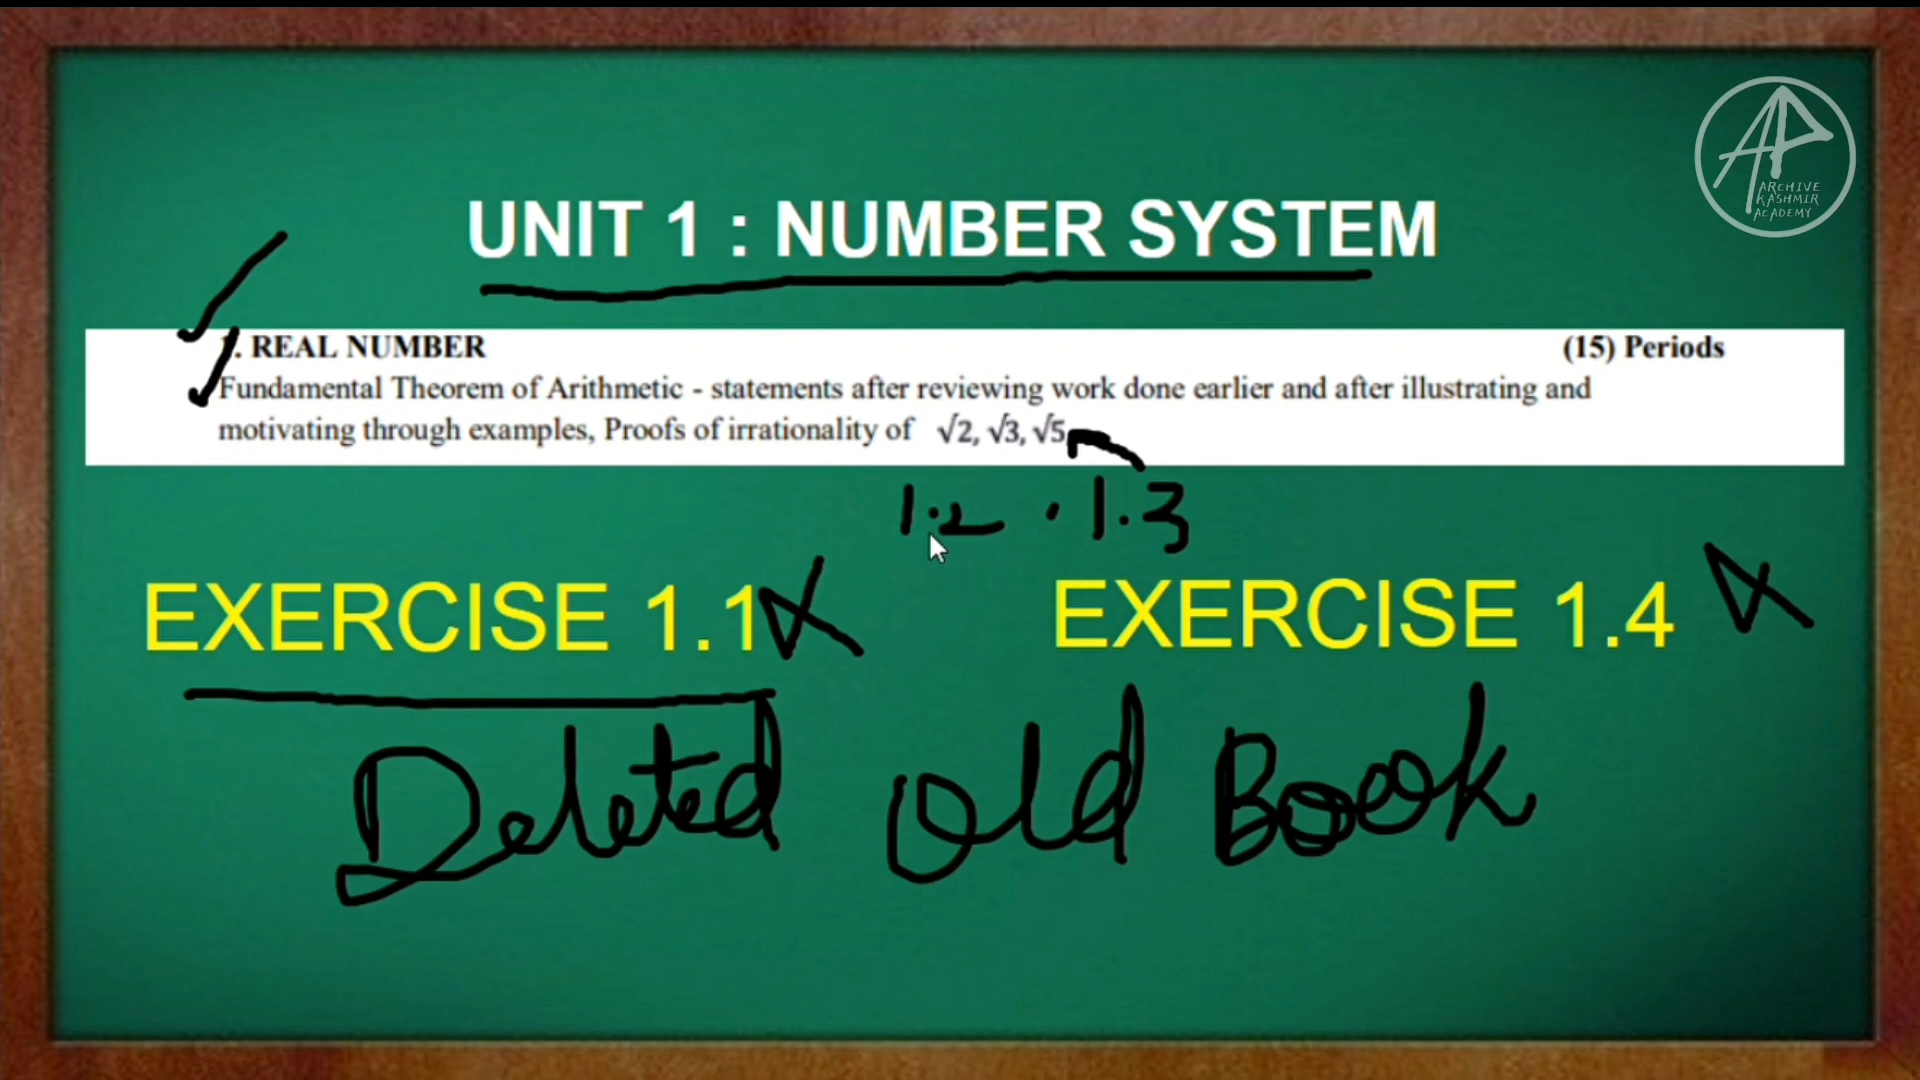 UNIT 1 : NUMBER SYSTEM
ARCHIVE
KASHMIR
ACADEMY
. REAL NUMBER (15) Periods
Fundamental Theorem of Arithmetic - statements after reviewing work done earlier and after illustrating and
motivating through examples, Proofs of irrationality of √2, √3, √5
1.2 . 1.3
EXERCISE 1.1 EXERCISE 1.4
Deleted Old Book